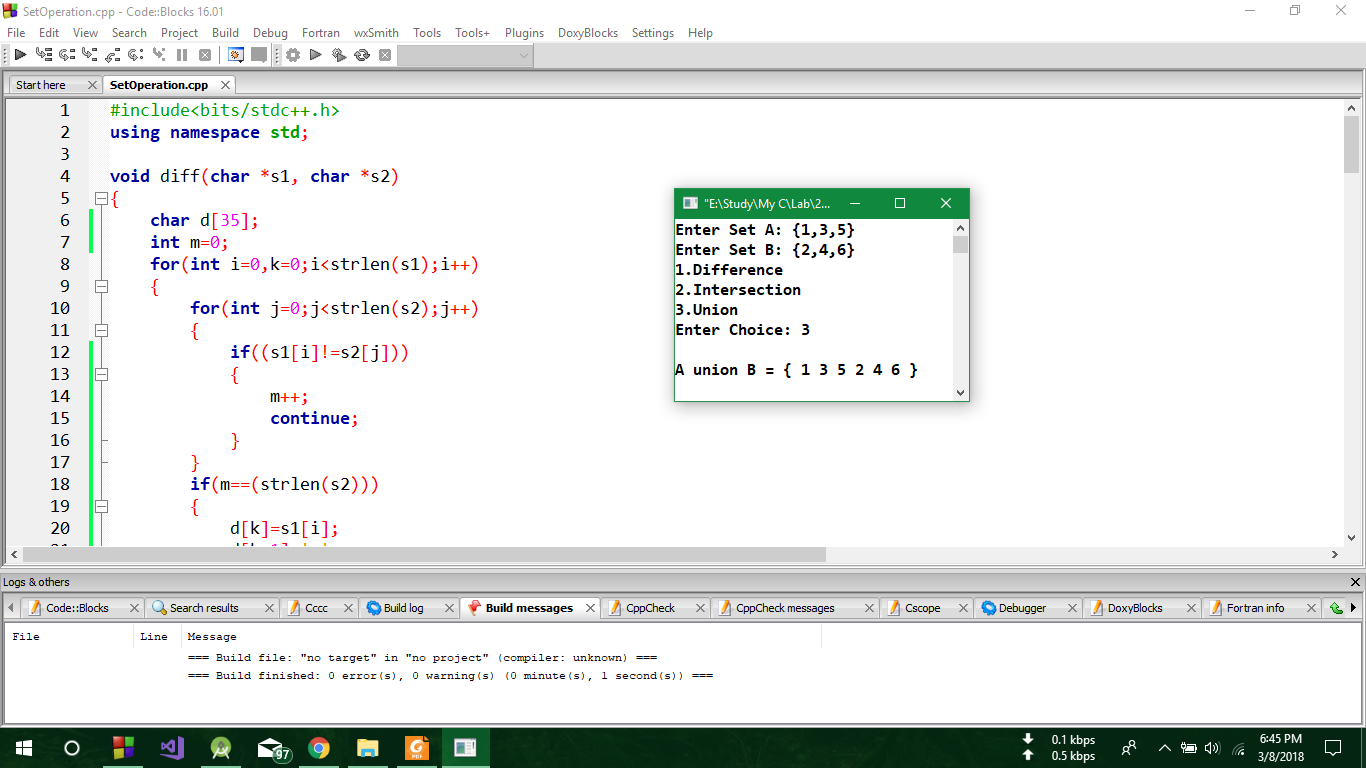 SetOperation.cpp - Code::Blocks 16.01
File Edit View Search Project Build Debug Fortran wxSmith Tools Tools+ Plugins DoxyBlocks Settings Help
Start here SetOperation.cpp
1 #include<bits/stdc++.h>
2 using namespace std;
3
4 void diff(char *s1, char *s2)
5 {
6 char d[35];
7 int m=0;
8 for(int i=0,k=0;i<strlen(s1);i++)
9 {
10 for(int j=0;j<strlen(s2);j++)
11 {
12 if((s1[i]!=s2[j]))
13 {
14 m++;
15 continue;
16 }
17 }
18 if(m==(strlen(s2)))
19 {
20 d[k]=s1[i];
"E:\Study\My C\Lab\2...
Enter Set A: {1,3,5}
Enter Set B: {2,4,6}
1.Difference
2.Intersection
3.Union
Enter Choice: 3
A union B = { 1 3 5 2 4 6 }
Logs & others
Code::Blocks Search results Cccc Build log Build messages CppCheck CppCheck messages Cscope Debugger DoxyBlocks Fortran info
File Line Message
=== Build file: "no target" in "no project" (compiler: unknown) ===
=== Build finished: 0 error(s), 0 warning(s) (0 minute(s), 1 second(s)) ===
97
PDF
0.1 kbps
0.5 kbps
6:45 PM
3/8/2018